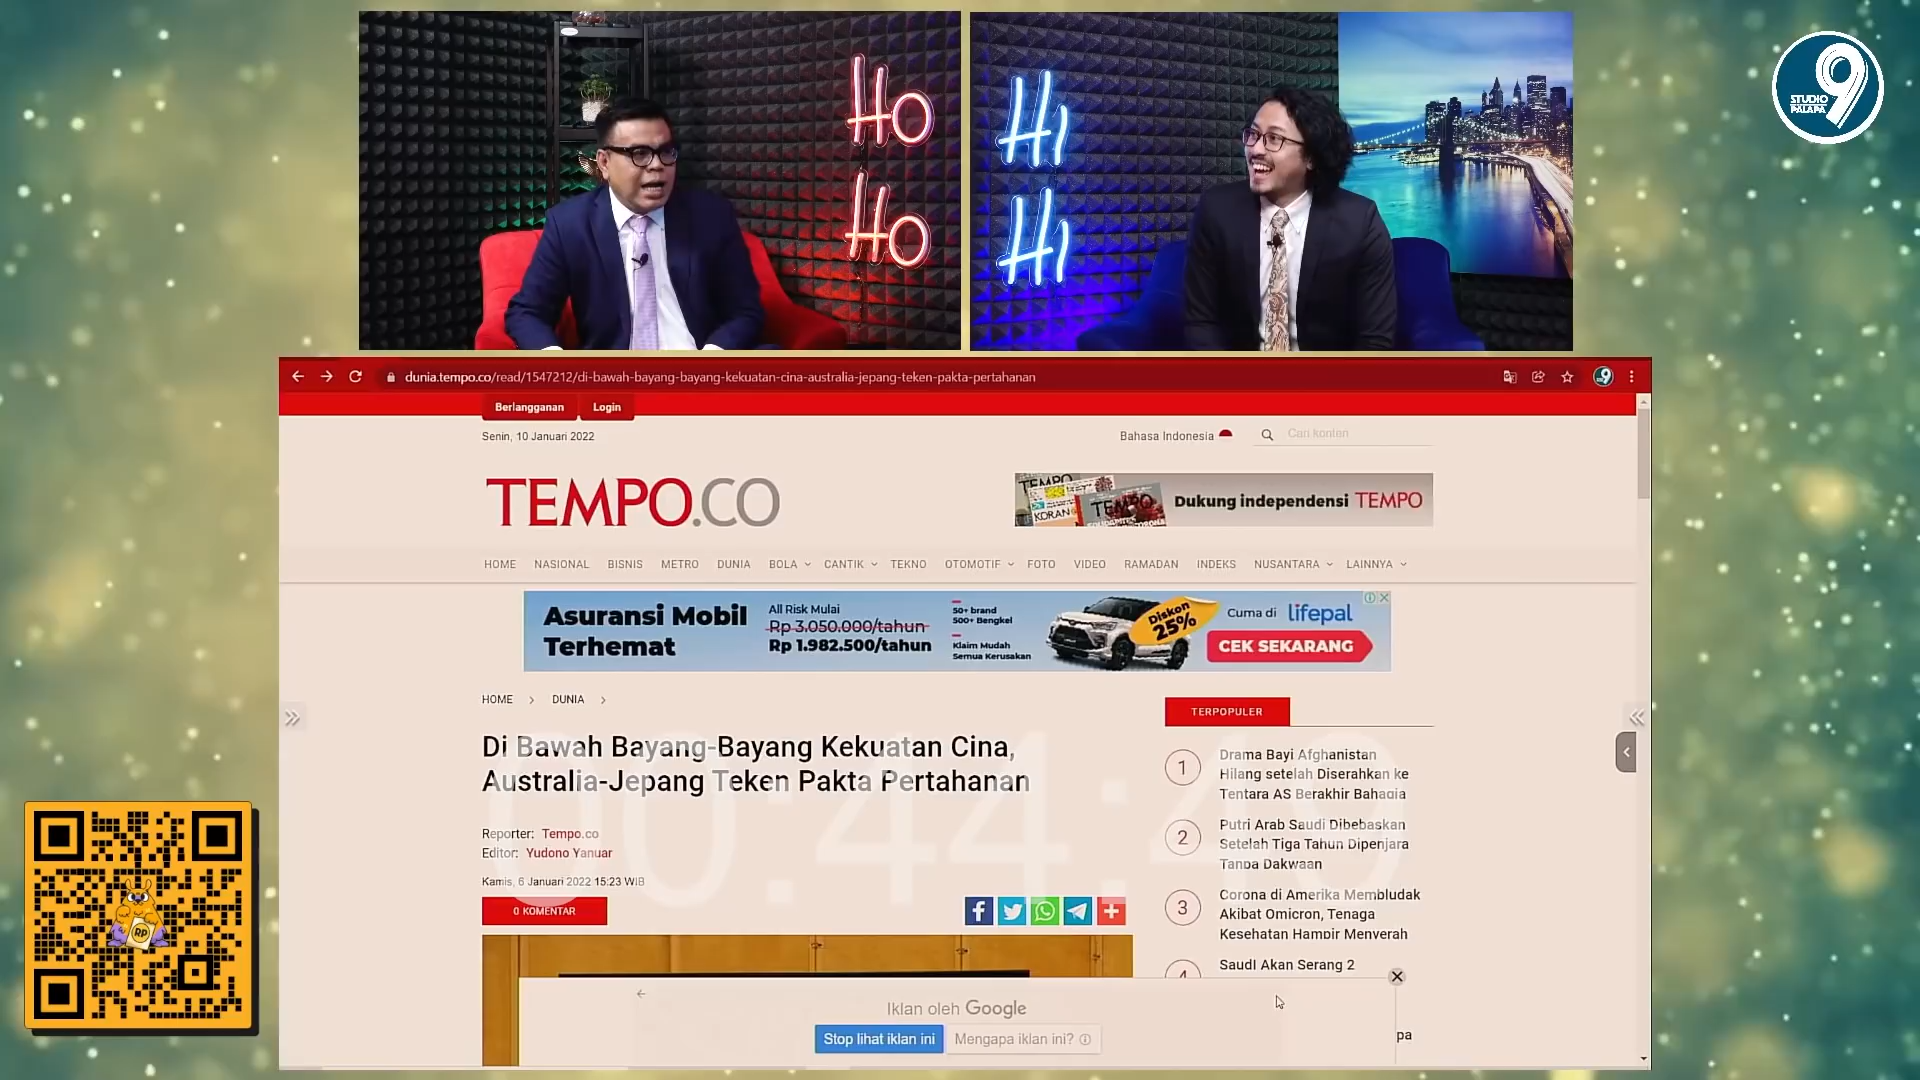 HO
HO
HI
HI
STUDIO
PALAPA
9
dunia.tempo.co/read/1547212/di-bawah-bayang-bayang-kekuatan-cina-australia-jepang-teken-pakta-pertahanan
Berlangganan
Login
Senin, 10 Januari 2022
Bahasa Indonesia
Cari konten
TEMPO.CO
TEMPO
KORAN
TEMPO
Dukung independensi TEMPO
HOME NASIONAL BISNIS METRO DUNIA BOLA CANTIK TEKNO OTOMOTIF FOTO VIDEO RAMADAN INDEKS NUSANTARA LAINNYA
Asuransi Mobil
Terhemat
All Risk Mulai
Rp 3.050.000/tahun
Rp 1.982.500/tahun
50+ brand
500+ Bengkel
Klaim Mudah
Semua Kerusakan
Diskon
25%
Cuma di lifepal
CEK SEKARANG
HOME > DUNIA >
Di Bawah Bayang-Bayang Kekuatan Cina,
Australia-Jepang Teken Pakta Pertahanan
Reporter: Tempo.co
Editor: Yudono Yanuar
Kamis, 6 Januari 2022 15:23 WIB
0 KOMENTAR
TERPOPULER
1
Drama Bayi Afghanistan
Hilang setelah Diserahkan ke
Tentara AS Berakhir Bahagia
2
Putri Arab Saudi Dibebaskan
Setelah Tiga Tahun Dipenjara
Tanpa Dakwaan
3
Corona di Amerika Membludak
Akibat Omicron, Tenaga
Kesehatan Hampir Menyerah
4
Saudi Akan Serang 2
pa
Iklan oleh Google
Stop lihat iklan ini
Mengapa iklan ini?
RP